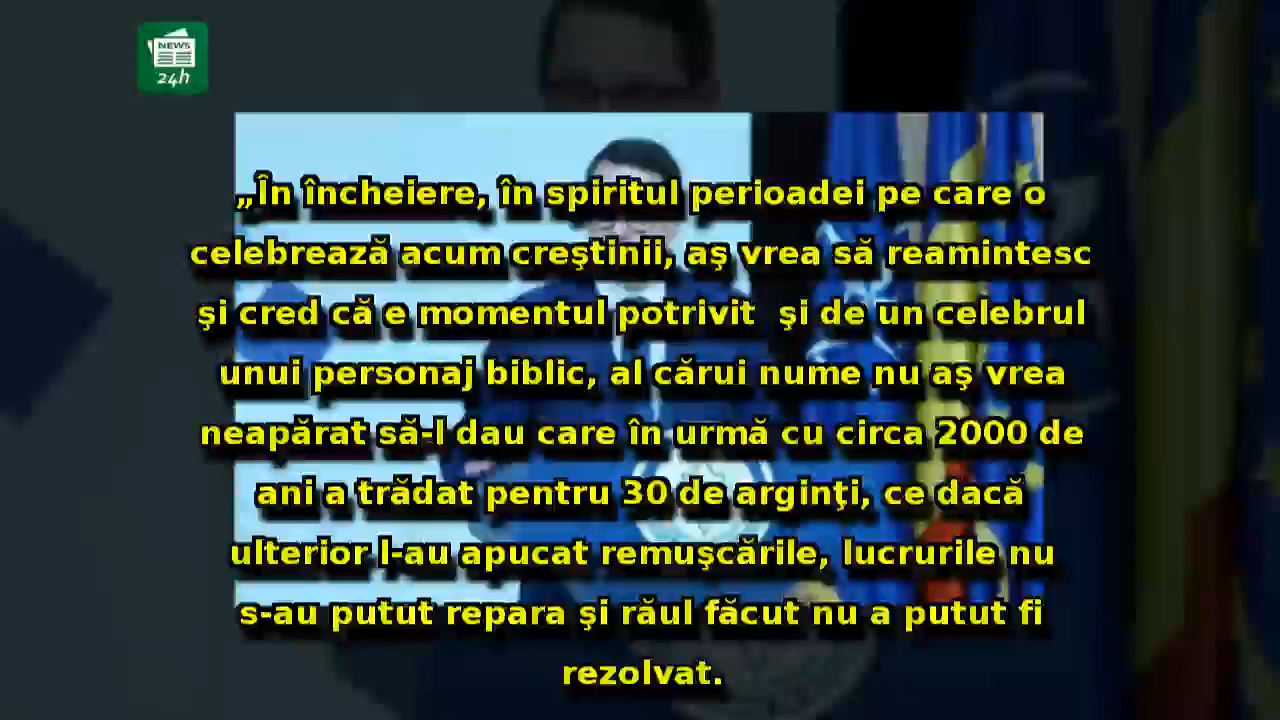 NEWS
24h
„În încheiere, în spiritul perioadei pe care o
celebrează acum creştinii, aş vrea să reamintesc
şi cred că e momentul potrivit  şi de un celebrul
unui personaj biblic, al cărui nume nu aş vrea
neapărat să-l dau care în urmă cu circa 2000 de
ani a trădat pentru 30 de arginţi, ce dacă
ulterior l-au apucat remuşcările, lucrurile nu
s-au putut repara şi răul făcut nu a putut fi
rezolvat.